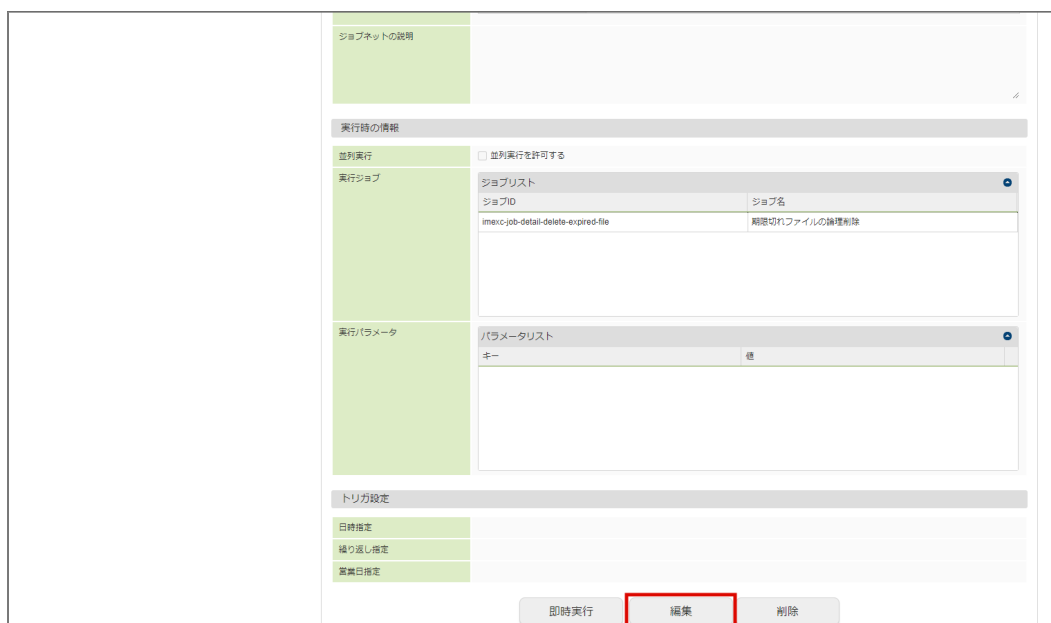 ジョブネットの説明
実行時の情報
並列実行
並列実行を許可する
実行ジョブ
ジョブリスト
ジョブID ジョブ名
imexc-job-detail-delete-expired-file 期限切れファイルの論理削除
実行パラメータ
パラメータリスト
キー 値
トリガ設定
日時指定
繰り返し指定
営業日指定
即時実行 編集 削除